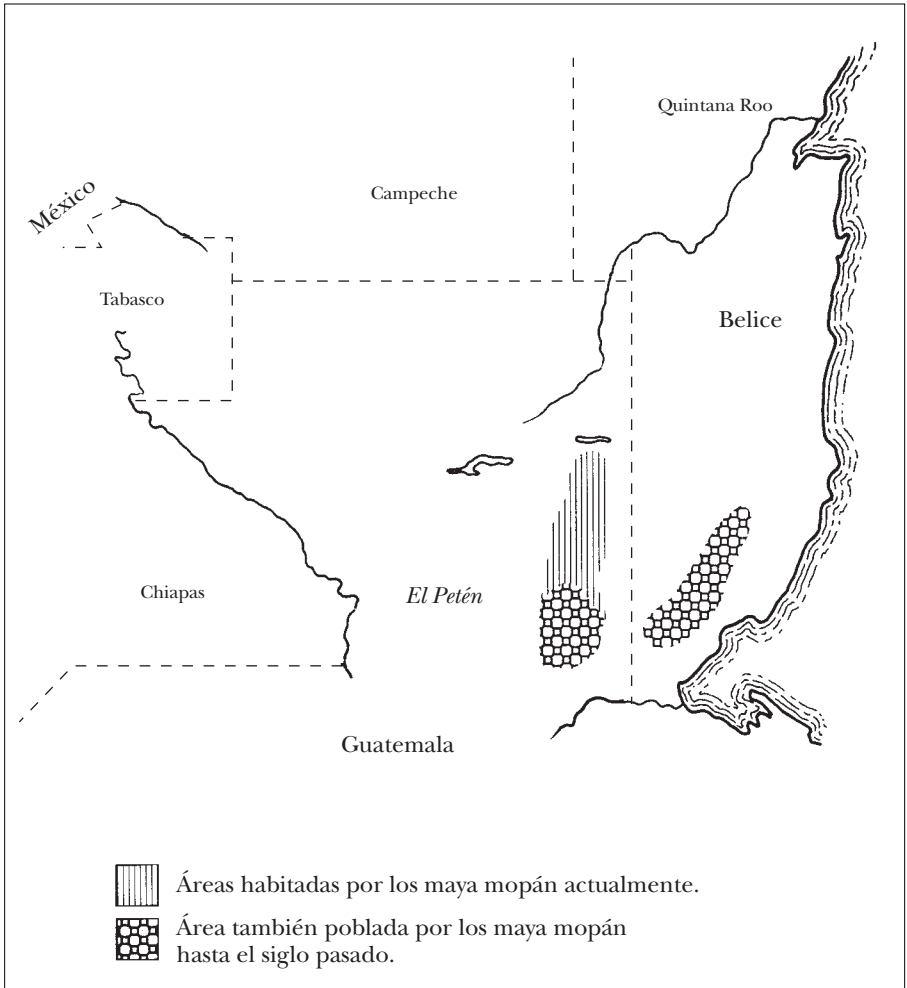 Quintana Roo
Campeche
México
Tabasco
Belice
Chiapas
El Petén
Guatemala
Áreas habitadas por los maya mopán actualmente.
Área también poblada por los maya mopán
hasta el siglo pasado.